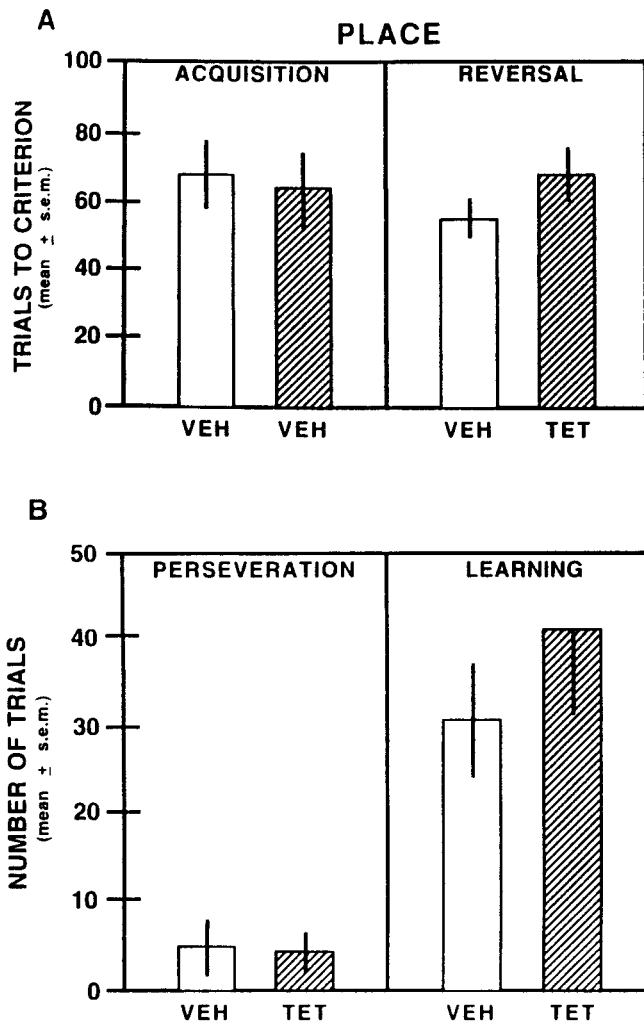 A
PLACE
ACQUISITION REVERSAL
TRIALS TO CRITERION
(mean ± s.e.m.)
100
80
60
40
20
0
VEH VEH VEH TET
B
PERSEVERATION LEARNING
NUMBER OF TRIALS
(mean ± s.e.m.)
50
40
30
20
10
0
VEH TET VEH TET